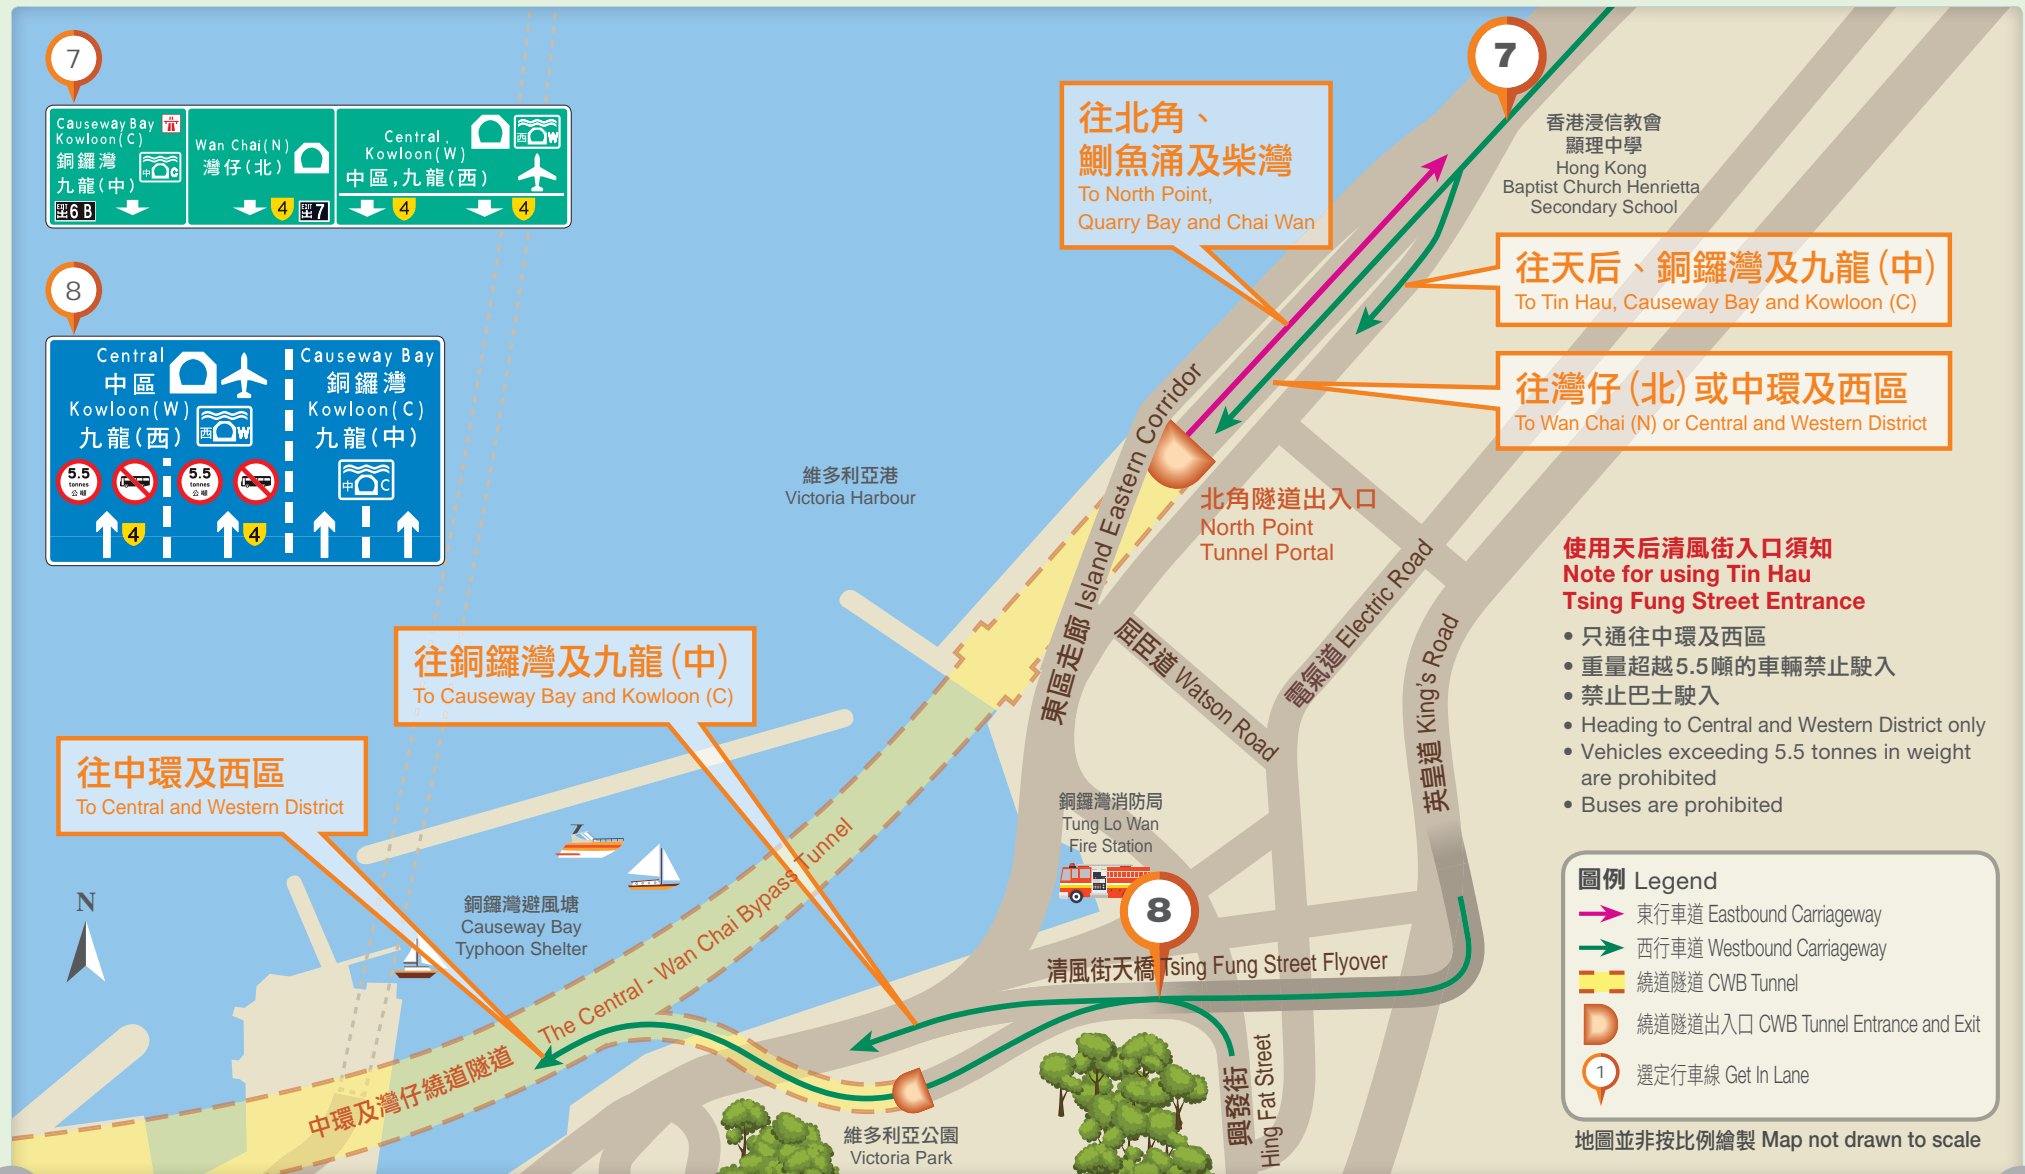 7
Causeway Bay
Kowloon(C)
銅鑼灣
九龍(中)
中 C
EXIT 出 6B
Wan Chai(N)
灣仔(北)
4
EXIT 出 7
Central,
Kowloon(W)
中區,九龍(西)
西 W
4
4
8
Central
中區
Kowloon(W)
九龍(西)
西 W
5.5
tonnes
公噸
5.5
tonnes
公噸
4
4
Causeway Bay
銅鑼灣
Kowloon(C)
九龍(中)
中 C
往北角、
鰂魚涌及柴灣
To North Point,
Quarry Bay and Chai Wan
7
香港浸信教會
顯理中學
Hong Kong
Baptist Church Henrietta
Secondary School
往天后、銅鑼灣及九龍(中)
To Tin Hau, Causeway Bay and Kowloon (C)
往灣仔(北)或中環及西區
To Wan Chai (N) or Central and Western District
維多利亞港
Victoria Harbour
東區走廊 Island Eastern Corridor
北角隧道出入口
North Point
Tunnel Portal
屈臣道 Watson Road
電氣道 Electric Road
英皇道 King's Road
使用天后清風街入口須知
Note for using Tin Hau
Tsing Fung Street Entrance
• 只通往中環及西區
• 重量超越5.5噸的車輛禁止駛入
• 禁止巴士駛入
• Heading to Central and Western District only
• Vehicles exceeding 5.5 tonnes in weight
are prohibited
• Buses are prohibited
往銅鑼灣及九龍(中)
To Causeway Bay and Kowloon (C)
往中環及西區
To Central and Western District
銅鑼灣消防局
Tung Lo Wan
Fire Station
8
N
銅鑼灣避風塘
Causeway Bay
Typhoon Shelter
中環及灣仔繞道隧道 The Central - Wan Chai Bypass Tunnel
清風街天橋 Tsing Fung Street Flyover
興發街 Hing Fat Street
維多利亞公園
Victoria Park
圖例 Legend
東行車道 Eastbound Carriageway
西行車道 Westbound Carriageway
繞道隧道 CWB Tunnel
繞道隧道出入口 CWB Tunnel Entrance and Exit
1
選定行車線 Get In Lane
地圖並非按比例繪製 Map not drawn to scale